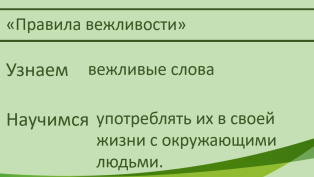 «Правила вежливости»
Узнаем вежливые слова
Научимся употреблять их в своей
жизни с окружающими
людьми.